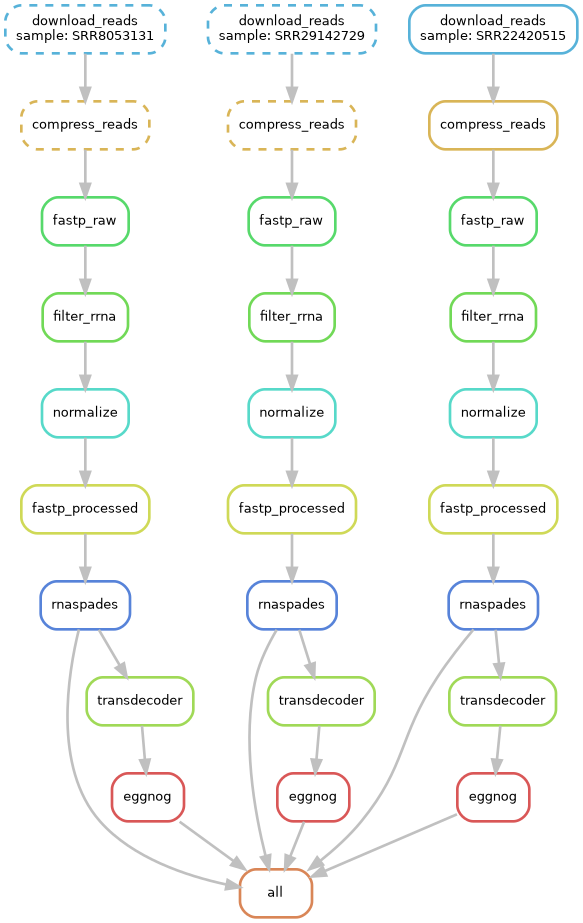 download_reads
sample: SRR8053131
download_reads
sample: SRR29142729
download_reads
sample: SRR22420515
compress_reads
compress_reads
compress_reads
fastp_raw
fastp_raw
fastp_raw
filter_rrna
filter_rrna
filter_rrna
normalize
normalize
normalize
fastp_processed
fastp_processed
fastp_processed
rnaspades
rnaspades
rnaspades
transdecoder
transdecoder
transdecoder
eggnog
eggnog
eggnog
all